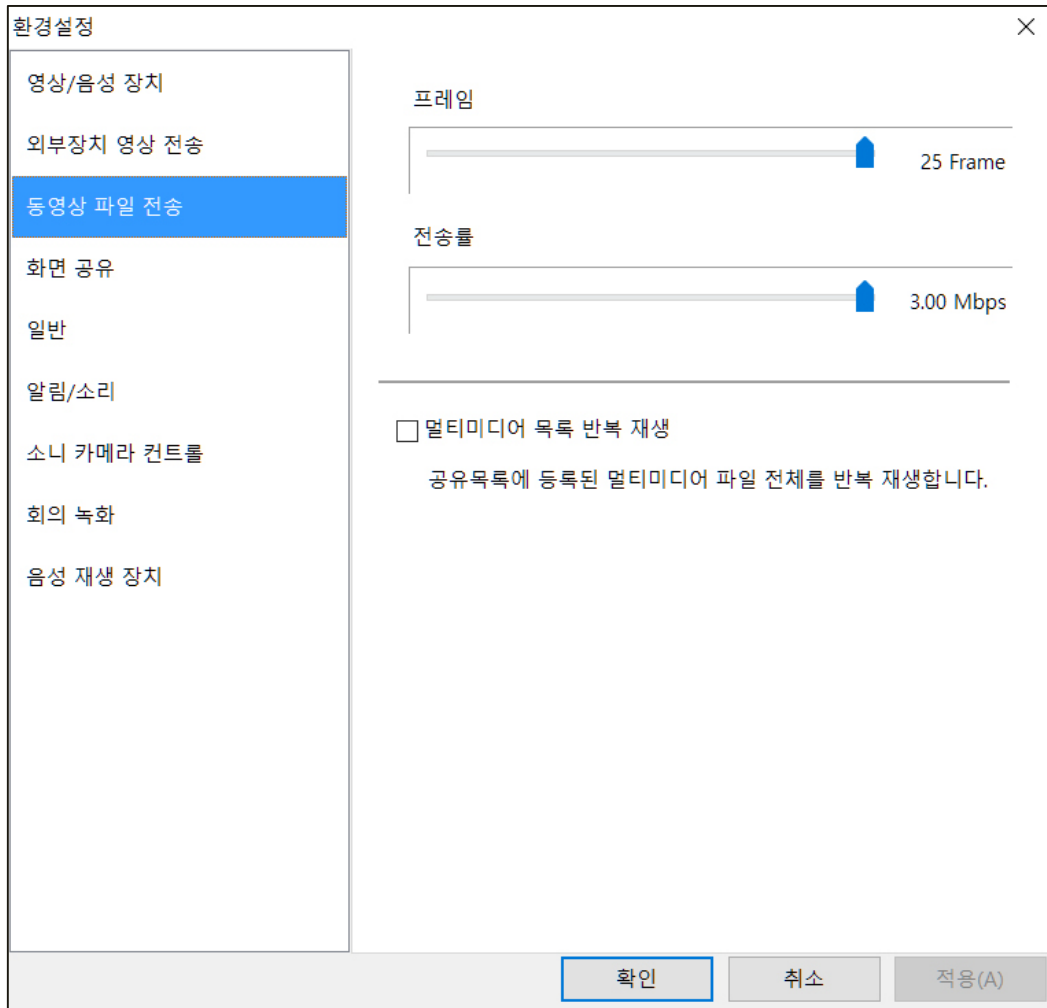 환경설정
영상/음성 장치
외부장치 영상 전송
동영상 파일 전송
화면 공유
일반
알림/소리
소니 카메라 컨트롤
회의 녹화
음성 재생 장치
프레임
25 Frame
전송률
3.00 Mbps
멀티미디어 목록 반복 재생
공유목록에 등록된 멀티미디어 파일 전체를 반복 재생합니다.
확인
취소
적용(A)